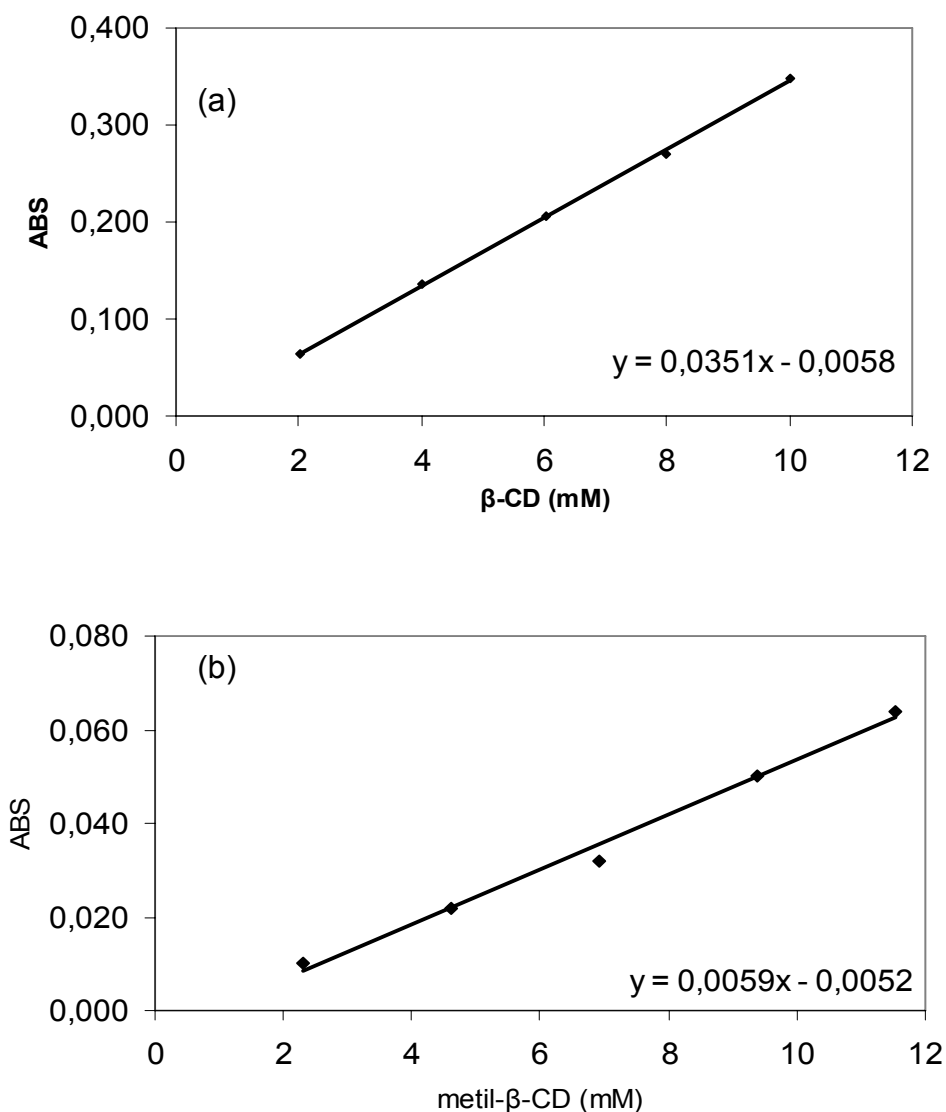 0,400
(a)
0,300
ABS
0,200
0,100
y = 0,0351x - 0,0058
0,000
0 2 4 6 8 10 12
β-CD (mM)
0,080
(b)
0,060
ABS
0,040
0,020
y = 0,0059x - 0,0052
0,000
0 2 4 6 8 10 12
metil-β-CD (mM)